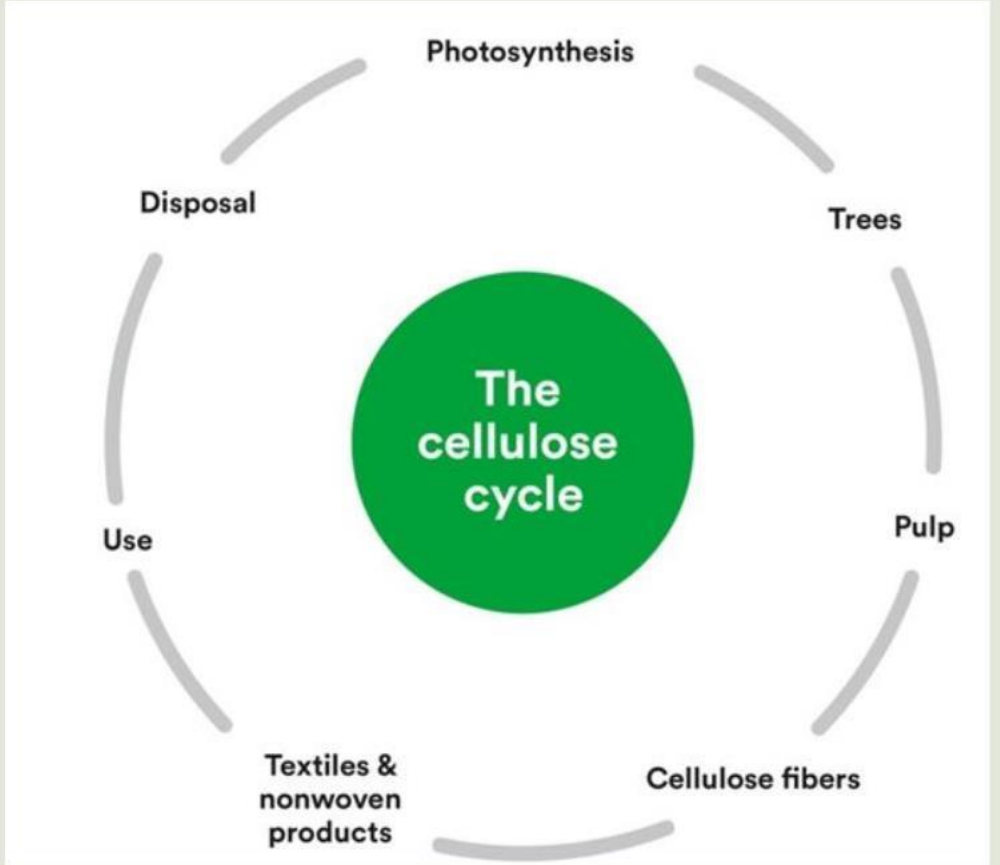 Photosynthesis
Trees
Pulp
Cellulose fibers
Textiles &
nonwoven
products
Use
Disposal
The
cellulose
cycle